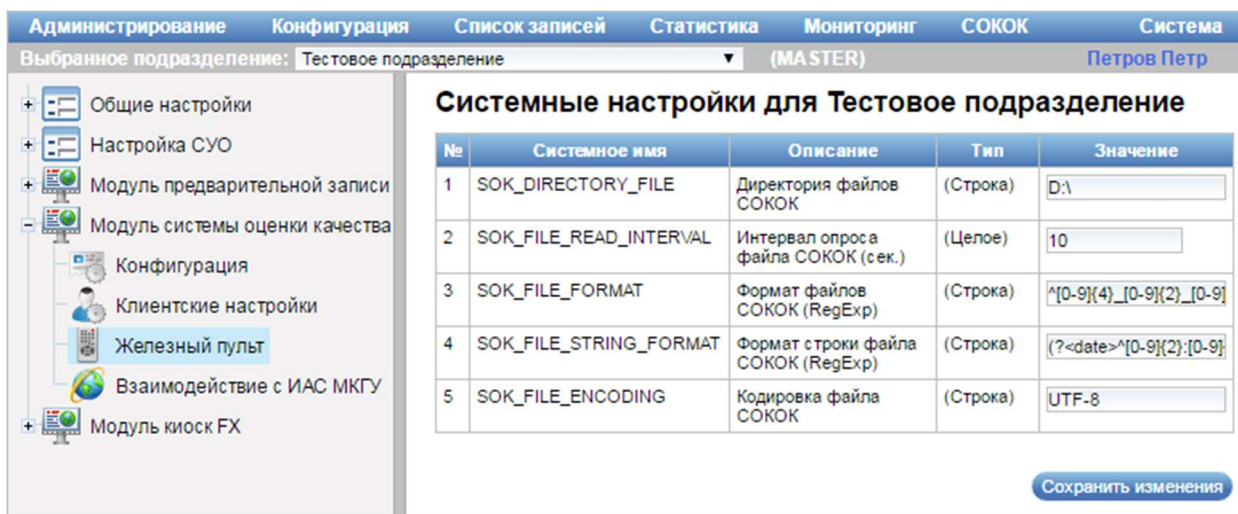 Администрирование Конфигурация Список записей Статистика Мониторинг СОКОК Система
Выбранное подразделение: Тестовое подразделение (MASTER) Петров Петр
Общие настройки
Настройка СУО
Модуль предварительной записи
Модуль системы оценки качества
Конфигурация
Клиентские настройки
Железный пульт
Взаимодействие с ИАС МКГУ
Модуль киоск FX
Системные настройки для Тестовое подразделение
№ Системное имя Описание Тип Значение
1 SOK_DIRECTORY_FILE Директория файлов СОКОК (Строка) D:\
2 SOK_FILE_READ_INTERVAL Интервал опроса файла СОКОК (сек.) (Целое) 10
3 SOK_FILE_FORMAT Формат файлов СОКОК (RegExp) (Строка) ^[0-9]{4}_[0-9]{2}_[0-9]
4 SOK_FILE_STRING_FORMAT Формат строки файла СОКОК (RegExp) (Строка) (?<date>^[0-9]{2}:[0-9]
5 SOK_FILE_ENCODING Кодировка файла СОКОК (Строка) UTF-8
Сохранить изменения